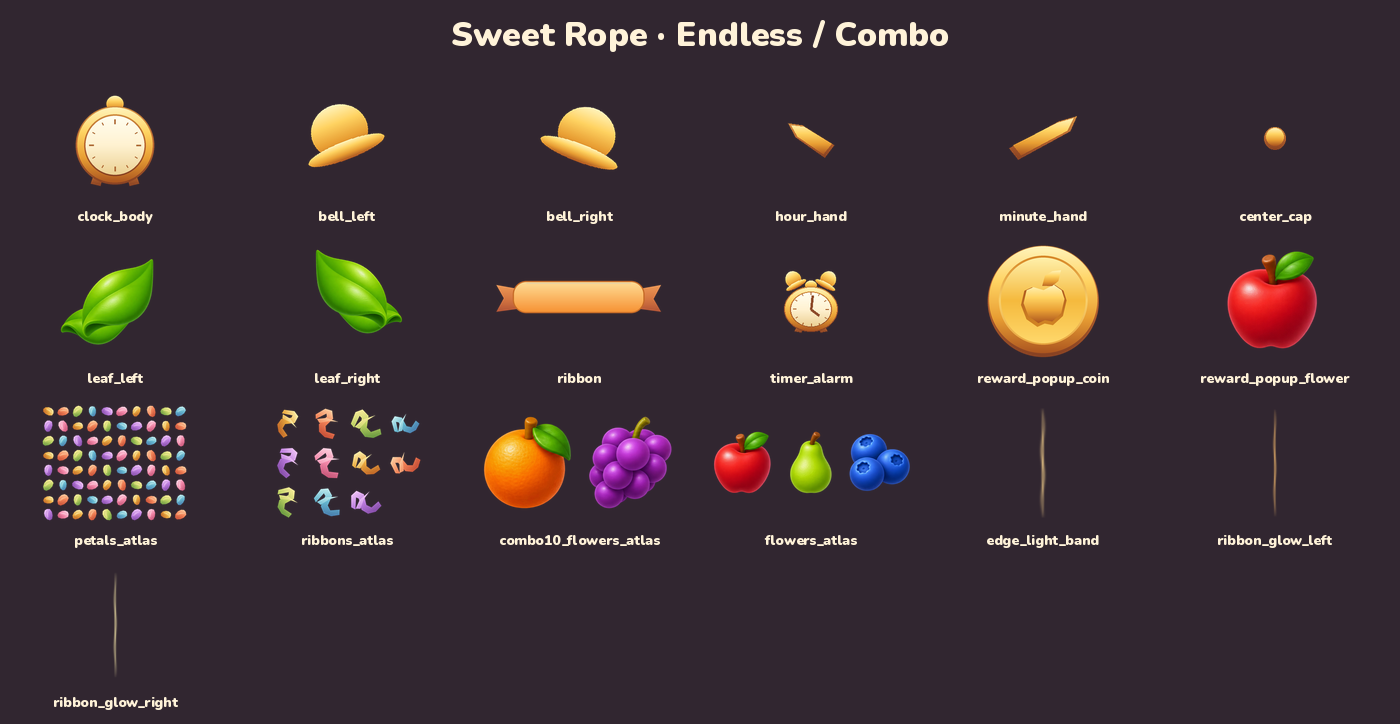 Sweet Rope · Endless / Combo
clock_body
bell_left
bell_right
hour_hand
minute_hand
center_cap
leaf_left
leaf_right
ribbon
timer_alarm
reward_popup_coin
reward_popup_flower
petals_atlas
ribbons_atlas
combo10_flowers_atlas
flowers_atlas
edge_light_band
ribbon_glow_left
ribbon_glow_right